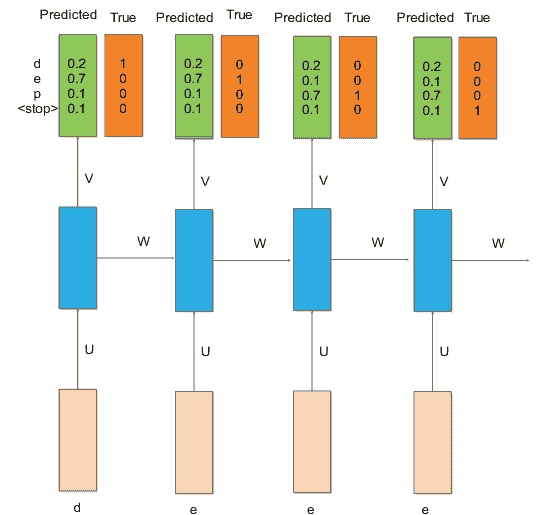 Predicted True Predicted True Predicted True Predicted True
d 0.2 1 0.2 0 0.2 0 0.2 0
e 0.7 0 0.7 1 0.1 0 0.1 0
p 0.1 0 0.1 0 0.7 1 0.7 0
<stop> 0.1 0 0.1 0 0.1 0 0.1 1
V V V V
W W W W
U U U U
d e e e